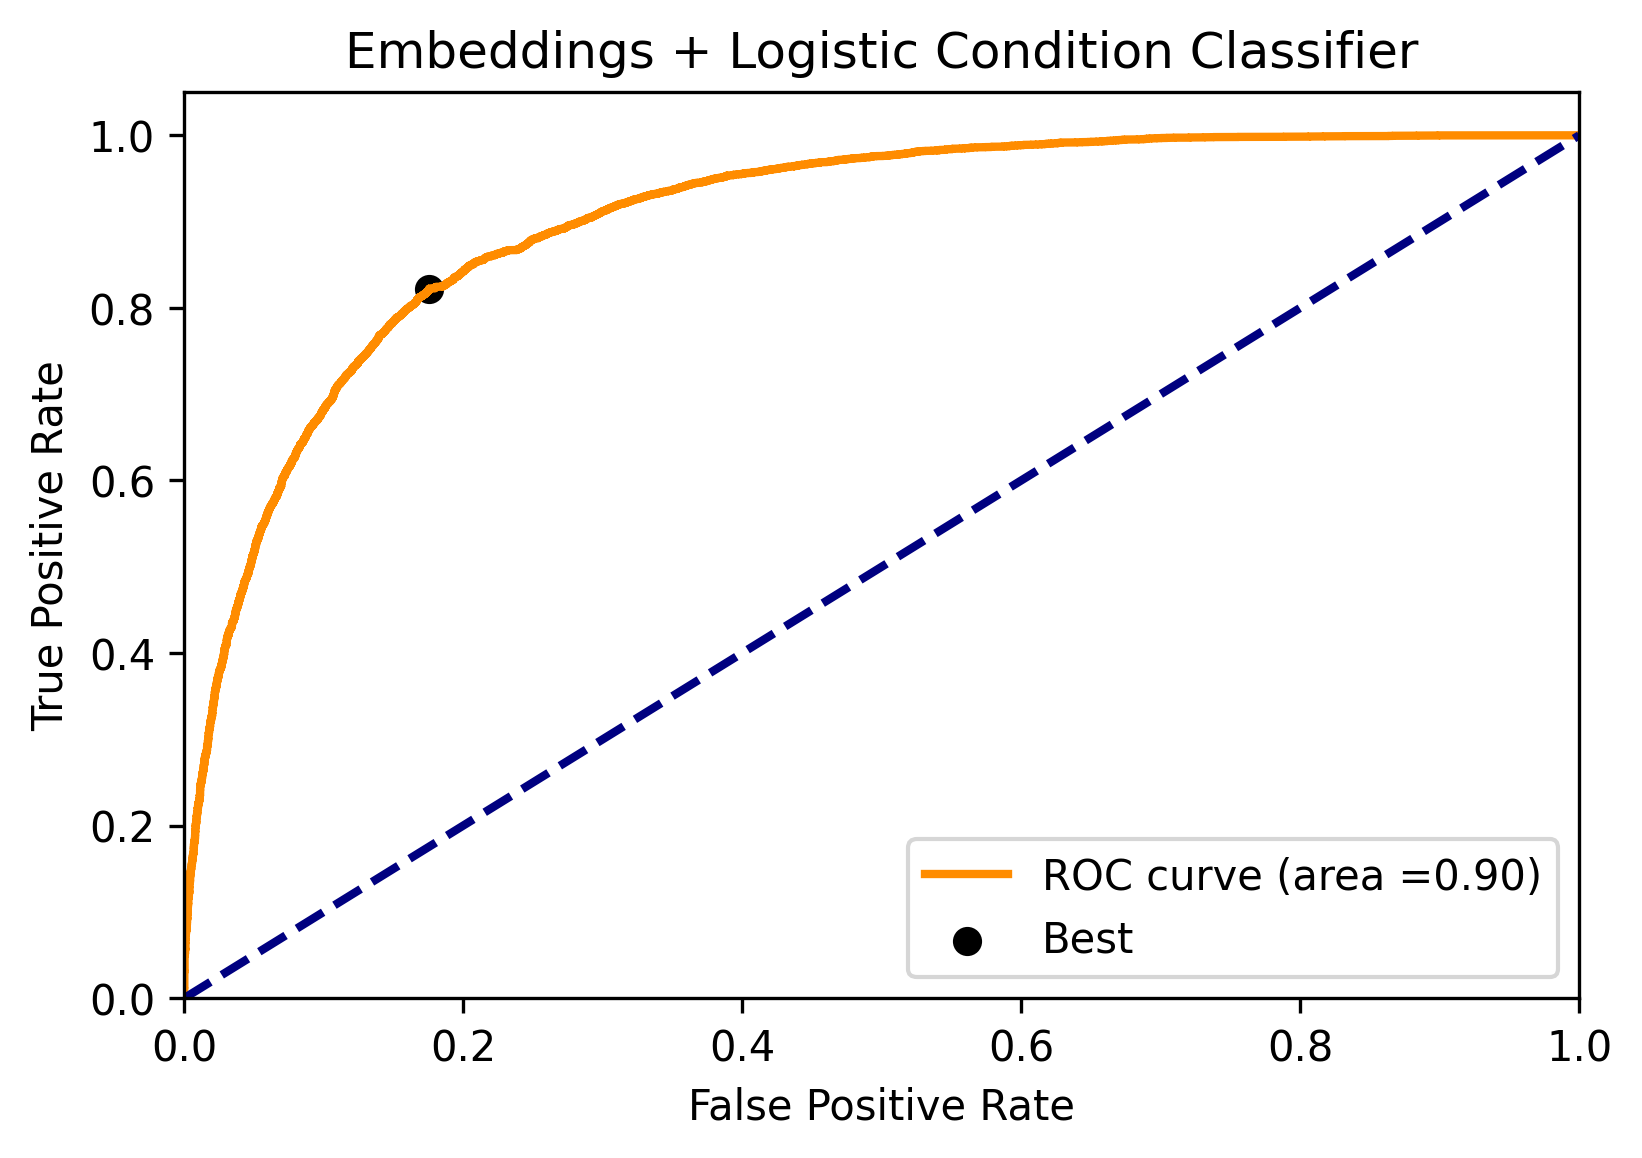 Embeddings + Logistic Condition Classifier
True Positive Rate
1.0
0.8
0.6
0.4
0.2
0.0
ROC curve (area =0.90)
Best
0.0 0.2 0.4 0.6 0.8 1.0
False Positive Rate